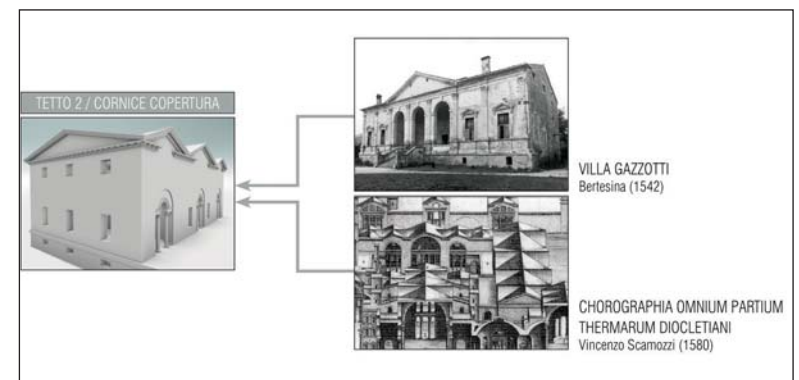 TETTO 2 / CORNICE COPERTURA
VILLA GAZZOTTI
Bertesina (1542)
CHOROGRAPHIA OMNIUM PARTIUM
THERMARUM DIOCLETIANI
Vincenzo Scamozzi (1580)